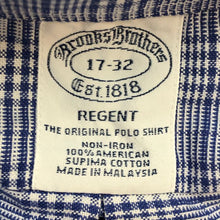 Brooks Brothers
17-32
Est. 1818
REGENT
THE ORIGINAL POLO SHIRT
NON-IRON
100% AMERICAN
SUPIMA COTTON
MADE IN MALAYSIA